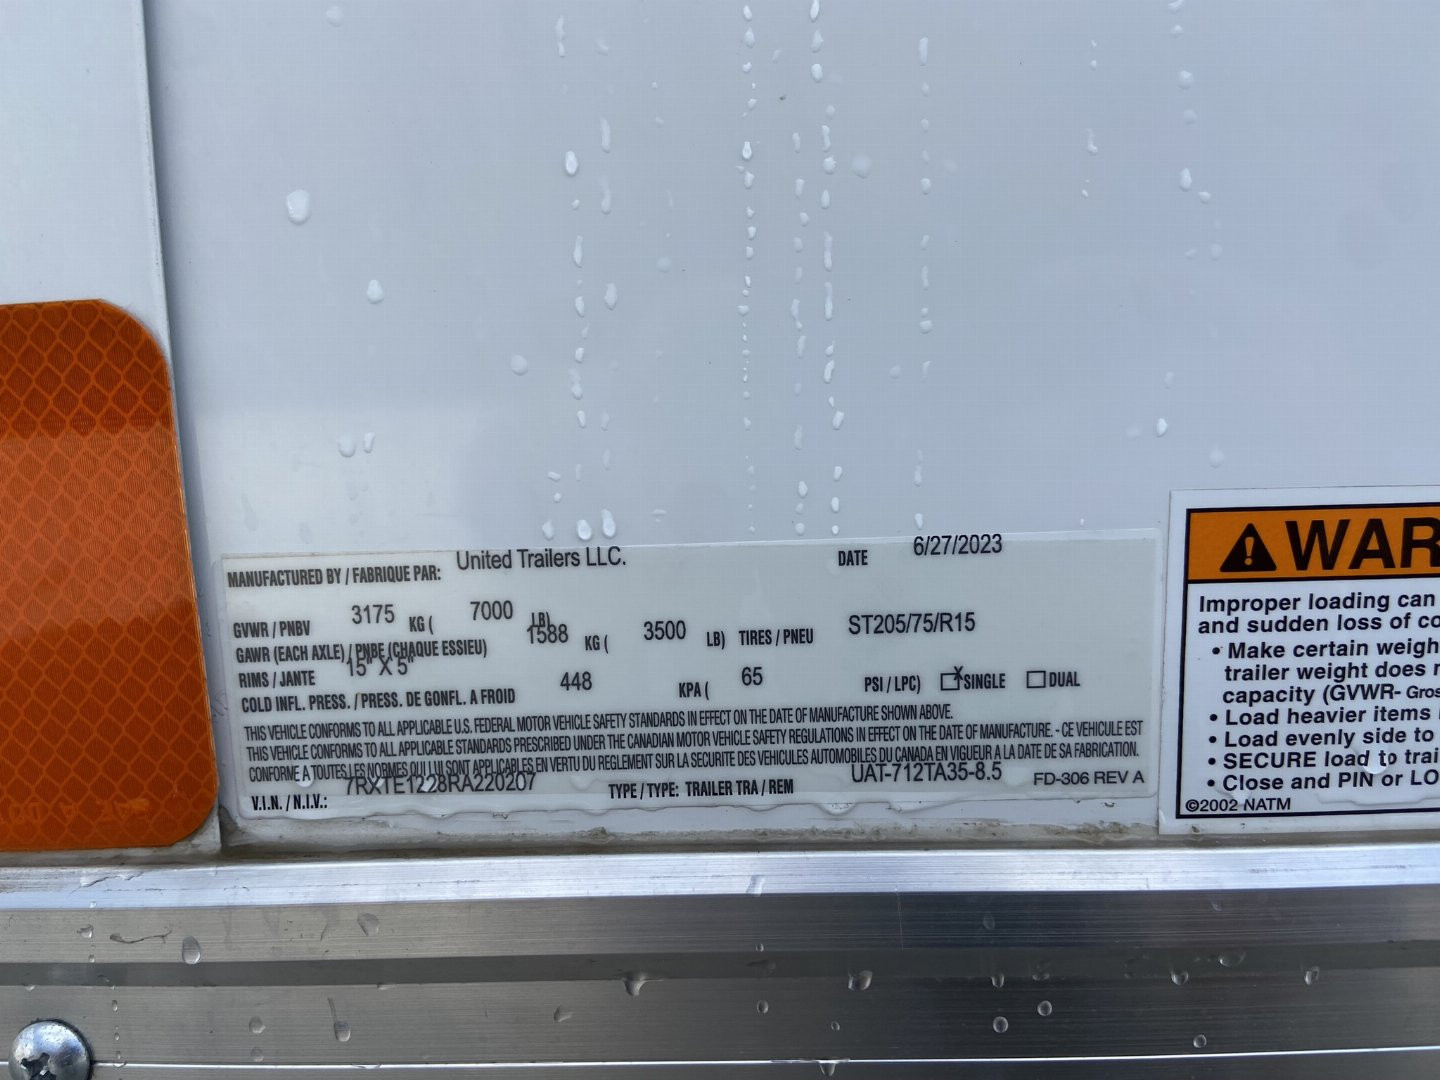 MANUFACTURED BY / FABRIQUE PAR: United Trailers LLC. DATE 6/27/2023
GVWR / PNBV 3175 KG ( 7000 LB)
GAWR (EACH AXLE) / PNBE (CHAQUE ESSIEU) 1588 KG ( 3500 LB) TIRES / PNEU ST205/75/R15
RIMS / JANTE 15" X 5"
COLD INFL. PRESS. / PRESS. DE GONFL. A FROID 448 KPA ( 65 PSI / LPC) X SINGLE DUAL
THIS VEHICLE CONFORMS TO ALL APPLICABLE U.S. FEDERAL MOTOR VEHICLE SAFETY STANDARDS IN EFFECT ON THE DATE OF MANUFACTURE SHOWN ABOVE.
THIS VEHICLE CONFORMS TO ALL APPLICABLE STANDARDS PRESCRIBED UNDER THE CANADIAN MOTOR VEHICLE SAFETY REGULATIONS IN EFFECT ON THE DATE OF MANUFACTURE. - CE VEHICULE EST
CONFORME A TOUTES LES NORMES QUI LUI SONT APPLICABLES EN VERTU DU REGLEMENT SUR LA SECURITE DES VEHICULES AUTOMOBILES DU CANADA EN VIGUEUR A LA DATE DE SA FABRICATION.
V.I.N. / N.I.V.: 7RXTE1228RA220207 TYPE / TYPE: TRAILER TRA / REM UAT-712TA35-8.5 FD-306 REV A
WAR
Improper loading can
and sudden loss of co
• Make certain weigh
trailer weight does n
capacity (GVWR- Gros
• Load heavier items
• Load evenly side to
• SECURE load to trai
• Close and PIN or LO
©2002 NATM